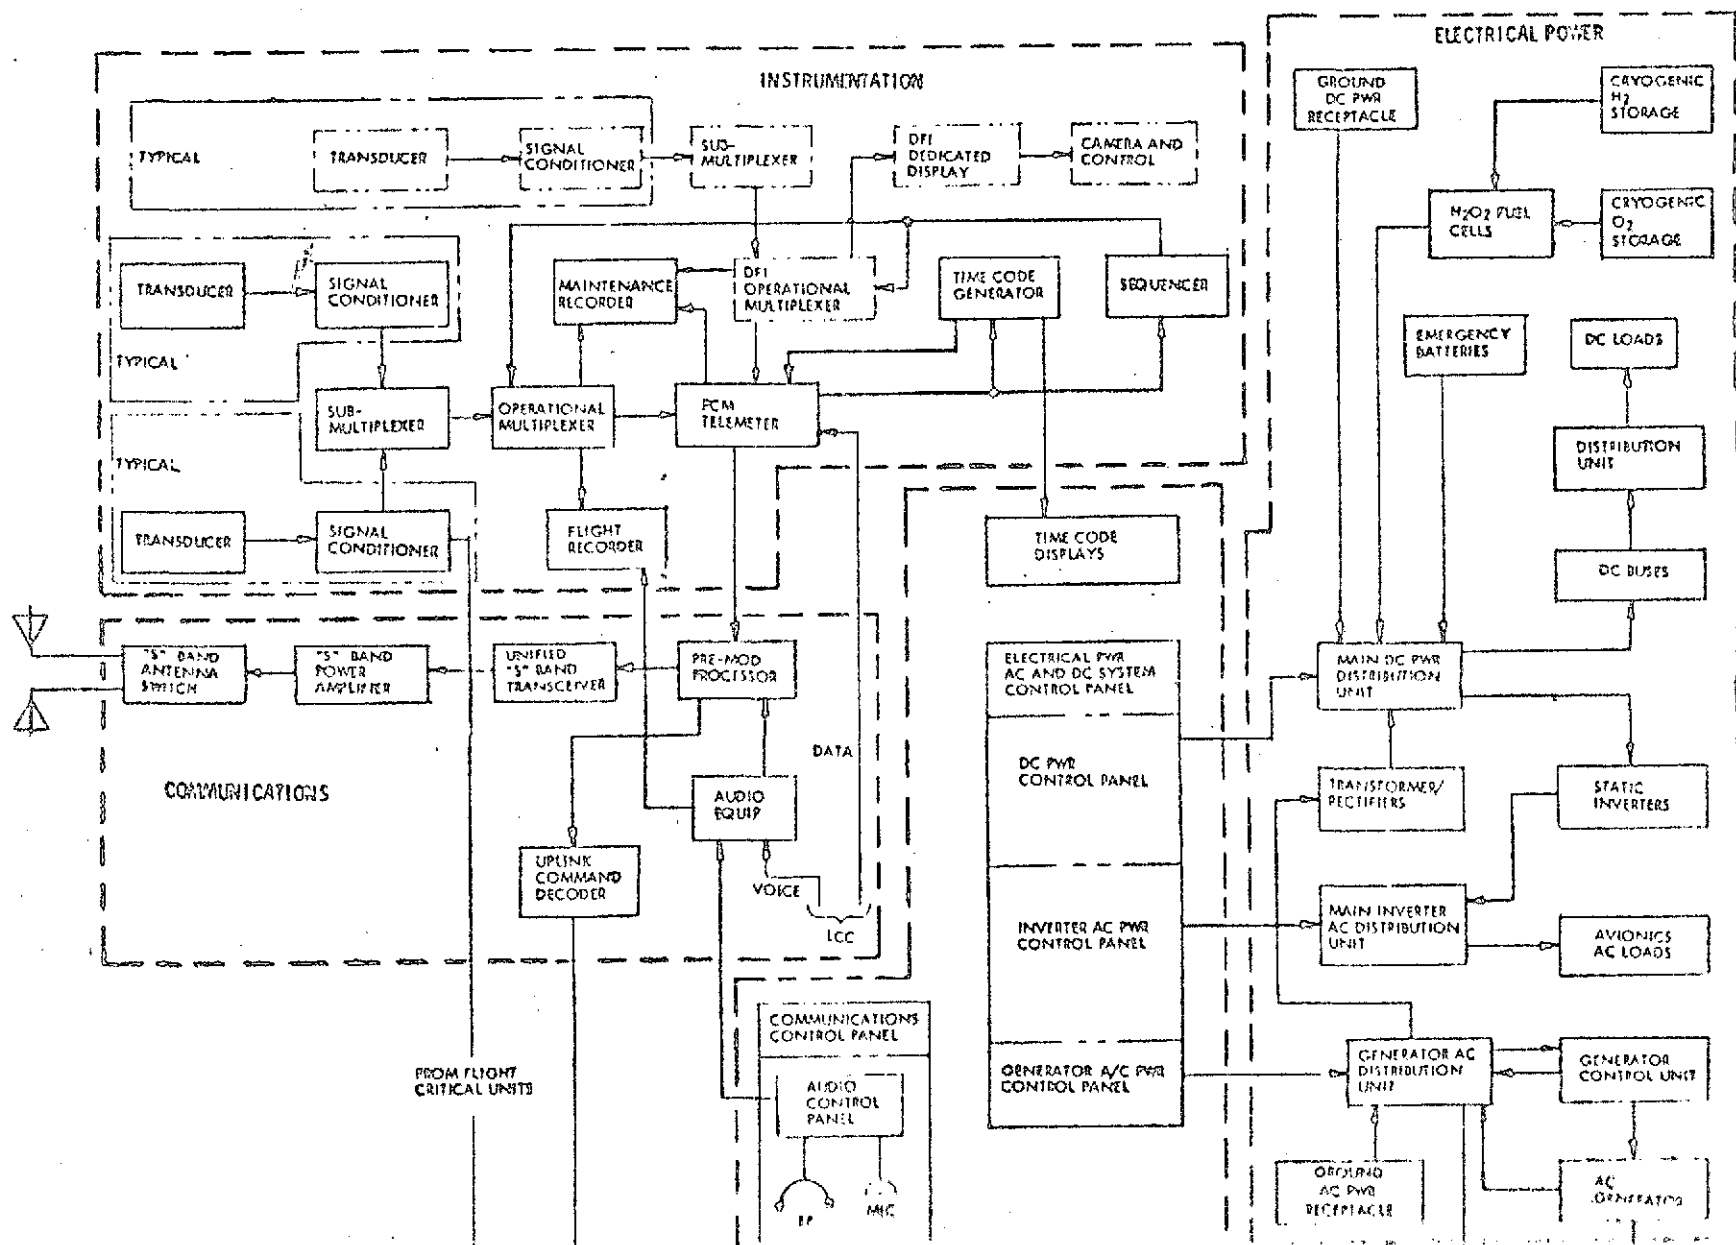 ELECTRICAL POWER
INSTRUMENTATION
GROUND
DC PWR
RECEPTACLE
CRYOGENIC
H2
STORAGE
TYPICAL
TRANSDUCER
SIGNAL
CONDITIONER
SUB-
MULTIPLEXER
DFI
DEDICATED
DISPLAY
CAMERA AND
CONTROL
H2O2 FUEL
CELLS
CRYOGENIC
O2
STORAGE
TRANSDUCER
SIGNAL
CONDITIONER
MAINTENANCE
RECORDER
DFI
OPERATIONAL
MULTIPLEXER
TIME CODE
GENERATOR
SEQUENCER
TYPICAL
EMERGENCY
BATTERIES
DC LOADS
SUB-
MULTIPLEXER
OPERATIONAL
MULTIPLEXER
PCM
TELEMETER
TYPICAL
DISTRIBUTION
UNIT
TRANSDUCER
SIGNAL
CONDITIONER
FLIGHT
RECORDER
TIME CODE
DISPLAYS
DC BUSES
"S" BAND
ANTENNA
SWITCH
"S" BAND
POWER
AMPLIFIER
UNIFIED
"S" BAND
TRANSCEIVER
PRE-MOD
PROCESSOR
ELECTRICAL PWR
AC AND DC SYSTEM
CONTROL PANEL
MAIN DC PWR
DISTRIBUTION
UNIT
DATA
COMMUNICATIONS
AUDIO
EQUIP
DC PWR
CONTROL PANEL
TRANSFORMER/
RECTIFIERS
STATIC
INVERTERS
UPLINK
COMMAND
DECODER
VOICE
LCC
INVERTER AC PWR
CONTROL PANEL
MAIN INVERTER
AC DISTRIBUTION
UNIT
AVIONICS
AC LOADS
COMMUNICATIONS
CONTROL PANEL
FROM FLIGHT
CRITICAL UNITS
AUDIO
CONTROL
PANEL
GENERATOR A/C PWR
CONTROL PANEL
GENERATOR AC
DISTRIBUTION
UNIT
GENERATOR
CONTROL UNIT
MIC
GROUND
AC PWR
RECEPTACLE
AC
GENERATOR